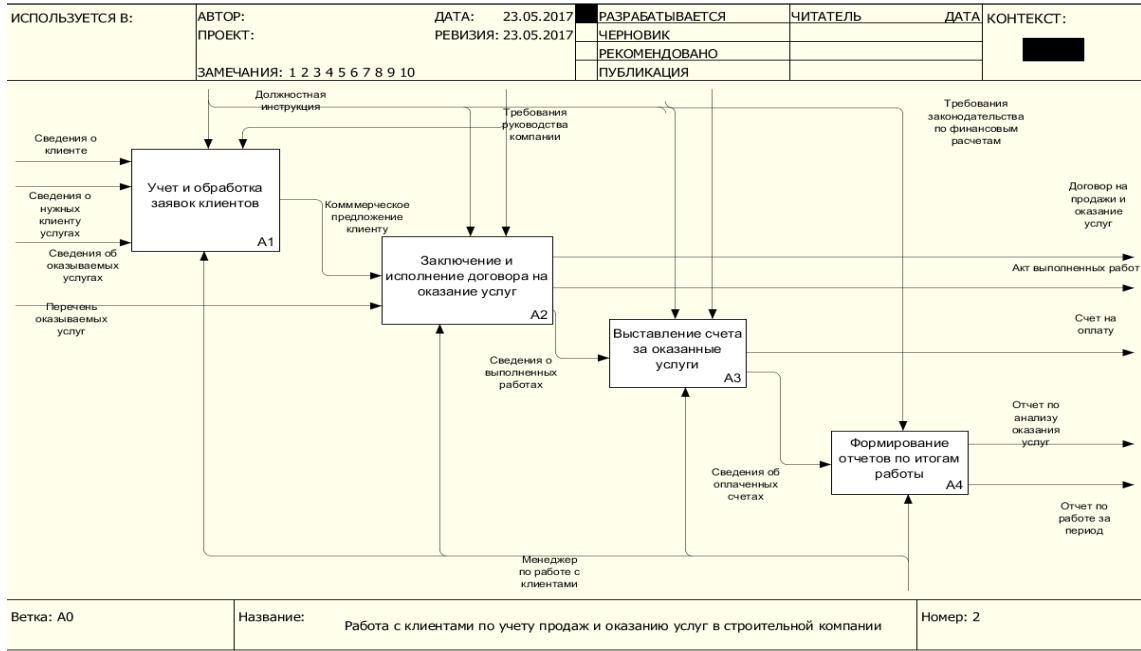 ИСПОЛЬЗУЕТСЯ В:
АВТОР:
ДАТА: 23.05.2017
ПРОЕКТ:
РЕВИЗИЯ: 23.05.2017
ЗАМЕЧАНИЯ: 1 2 3 4 5 6 7 8 9 10
РАЗРАБАТЫВАЕТСЯ
ЧЕРНОВИК
РЕКОМЕНДОВАНО
ПУБЛИКАЦИЯ
ЧИТАТЕЛЬ
ДАТА
КОНТЕКСТ:
Должностная
инструкция
Требования
руководства
компании
Требования
законодательства
по финансовым
расчетам
Сведения о
клиенте
Сведения о
нужных
клиенту
услугах
Сведения об
оказываемых
услугах
Перечень
оказываемых
услуг
Учет и обработка
заявок клиентов
A1
Комммерческое
предложение
клиенту
Заключение и
исполнение договора на
оказание услуг
A2
Договор на
продажи и
оказание
услуг
Акт выполненных работ
Сведения о
выполненных
работах
Выставление счета
за оказанные
услуги
A3
Счет на
оплату
Сведения об
оплаченных
счетах
Формирование
отчетов по итогам
работы
A4
Отчет по
анализу
оказания
услуг
Отчет по
работе за
период
Менеджер
по работе с
клиентами
Ветка: A0
Название:
Работа с клиентами по учету продаж и оказанию услуг в строительной компании
Номер: 2